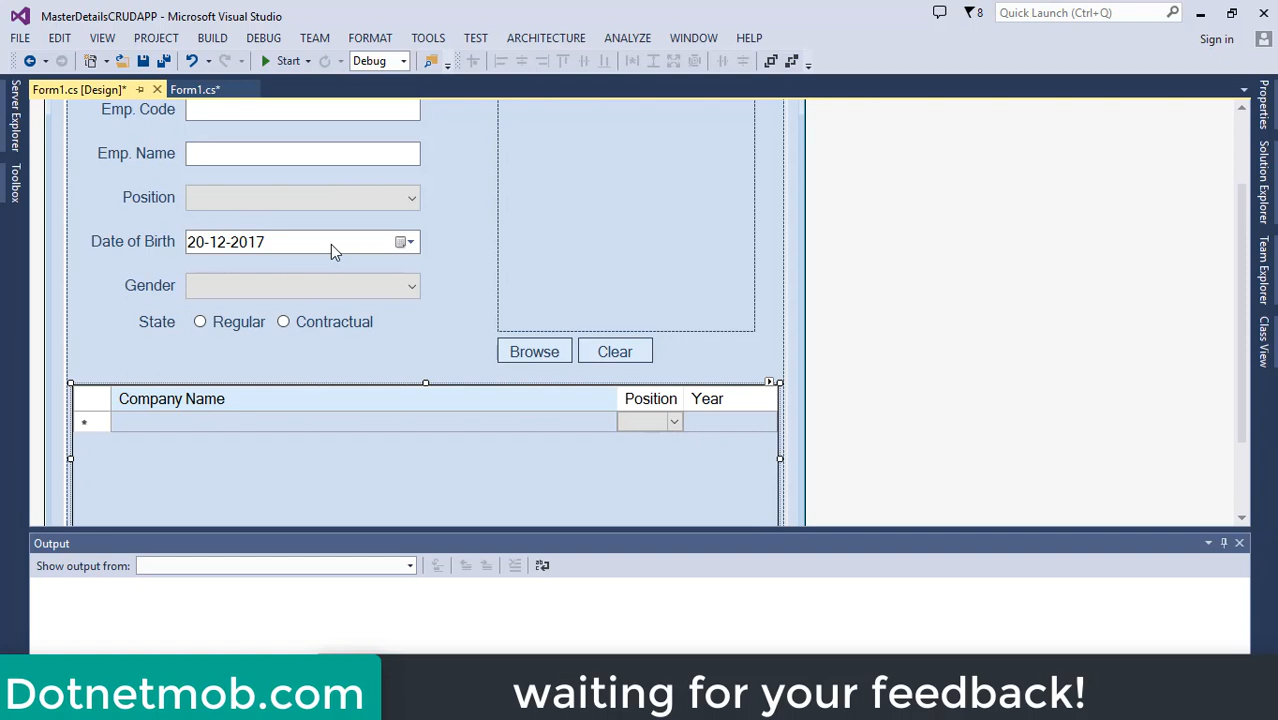 MasterDetailsCRUDAPP - Microsoft Visual Studio
8
Quick Launch (Ctrl+Q)
FILE EDIT VIEW PROJECT BUILD DEBUG TEAM FORMAT TOOLS TEST ARCHITECTURE ANALYZE WINDOW HELP
Sign in
Start
Debug
Form1.cs [Design]*
Form1.cs*
Server Explorer
Toolbox
Properties
Solution Explorer
Team Explorer
Class View
Emp. Code
Emp. Name
Position
Date of Birth 20-12-2017
Gender
State Regular Contractual
Browse Clear
Company Name Position Year
*
Output
Show output from:
Dotnetmob.com
waiting for your feedback!